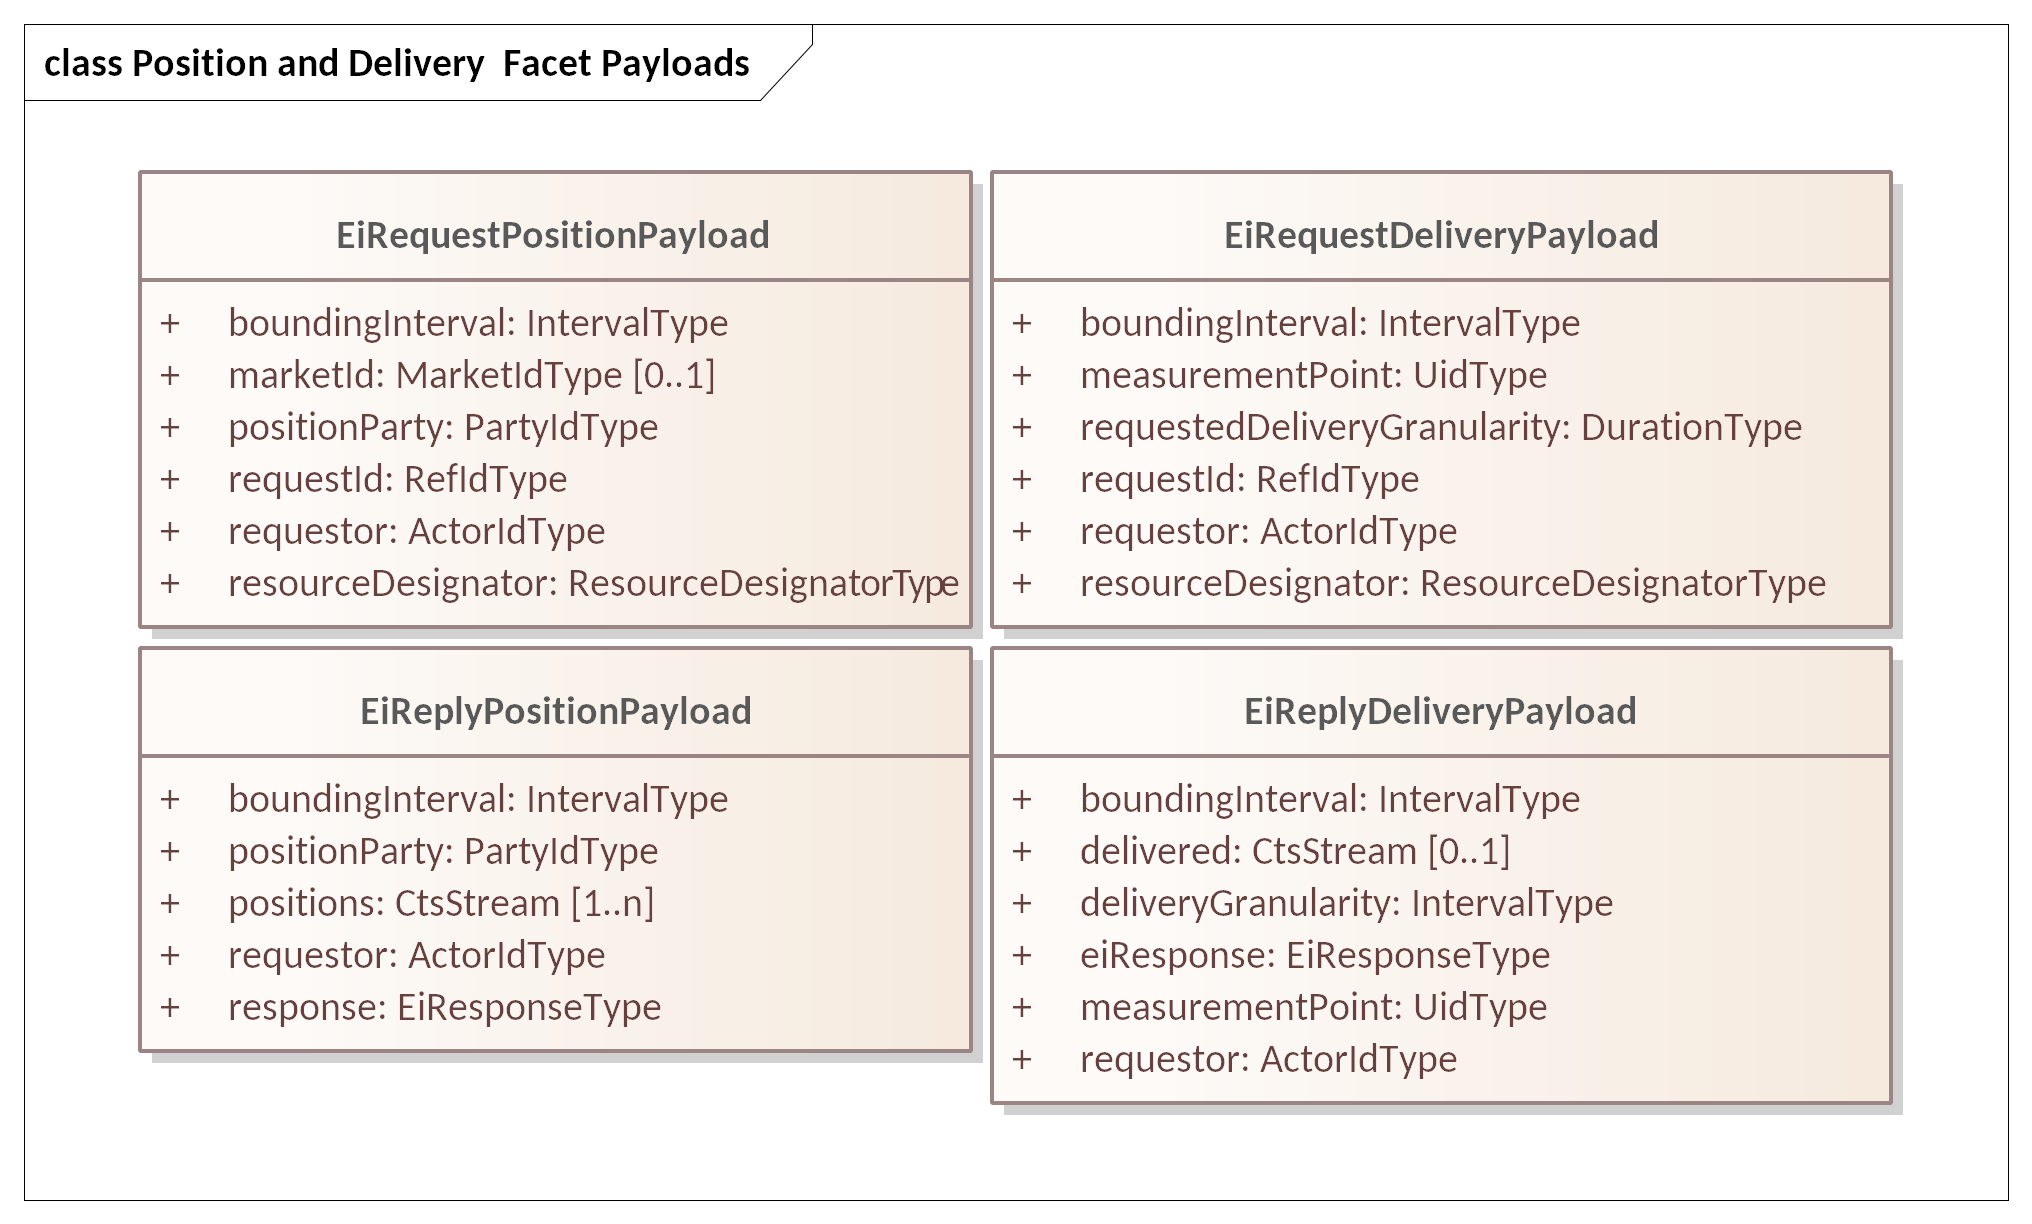 class Position and Delivery  Facet Payloads
EiRequestPositionPayload
+ boundingInterval: IntervalType
+ marketId: MarketIdType [0..1]
+ positionParty: PartyIdType
+ requestId: RefIdType
+ requestor: ActorIdType
+ resourceDesignator: ResourceDesignatorType
EiRequestDeliveryPayload
+ boundingInterval: IntervalType
+ measurementPoint: UidType
+ requestedDeliveryGranularity: DurationType
+ requestId: RefIdType
+ requestor: ActorIdType
+ resourceDesignator: ResourceDesignatorType
EiReplyPositionPayload
+ boundingInterval: IntervalType
+ positionParty: PartyIdType
+ positions: CtsStream [1..n]
+ requestor: ActorIdType
+ response: EiResponseType
EiReplyDeliveryPayload
+ boundingInterval: IntervalType
+ delivered: CtsStream [0..1]
+ deliveryGranularity: IntervalType
+ eiResponse: EiResponseType
+ measurementPoint: UidType
+ requestor: ActorIdType